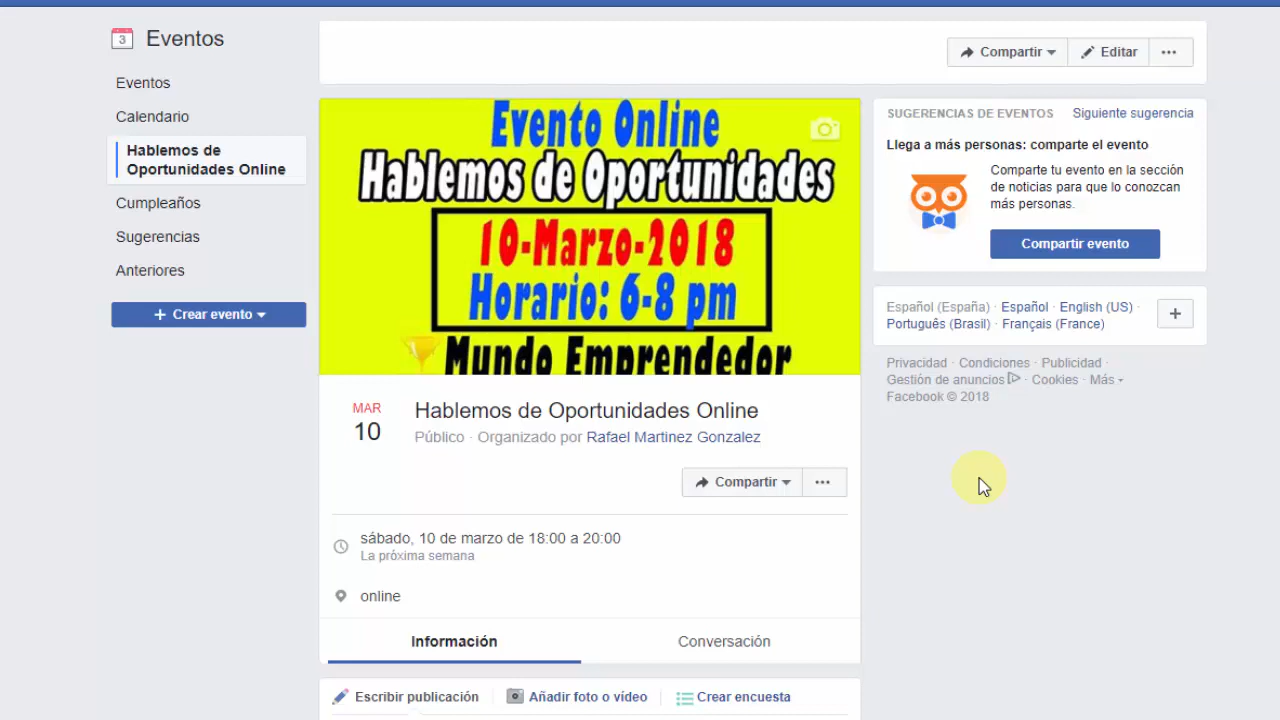 3
Eventos
Eventos
Calendario
Hablemos de
Oportunidades Online
Cumpleaños
Sugerencias
Anteriores
+ Crear evento
Compartir
Editar
Evento Online
Hablemos de Oportunidades
10-Marzo-2018
Horario: 6-8 pm
Mundo Emprendedor
MAR
10
Hablemos de Oportunidades Online
Público · Organizado por Rafael Martinez Gonzalez
Compartir
sábado, 10 de marzo de 18:00 a 20:00
La próxima semana
online
Información
Conversación
Escribir publicación
Añadir foto o vídeo
Crear encuesta
SUGERENCIAS DE EVENTOS
Siguiente sugerencia
Llega a más personas: comparte el evento
Comparte tu evento en la sección
de noticias para que lo conozcan
más personas.
Compartir evento
Español (España) · Español · English (US) ·
Português (Brasil) · Français (France)
+
Privacidad · Condiciones · Publicidad ·
Gestión de anuncios · Cookies · Más
Facebook © 2018